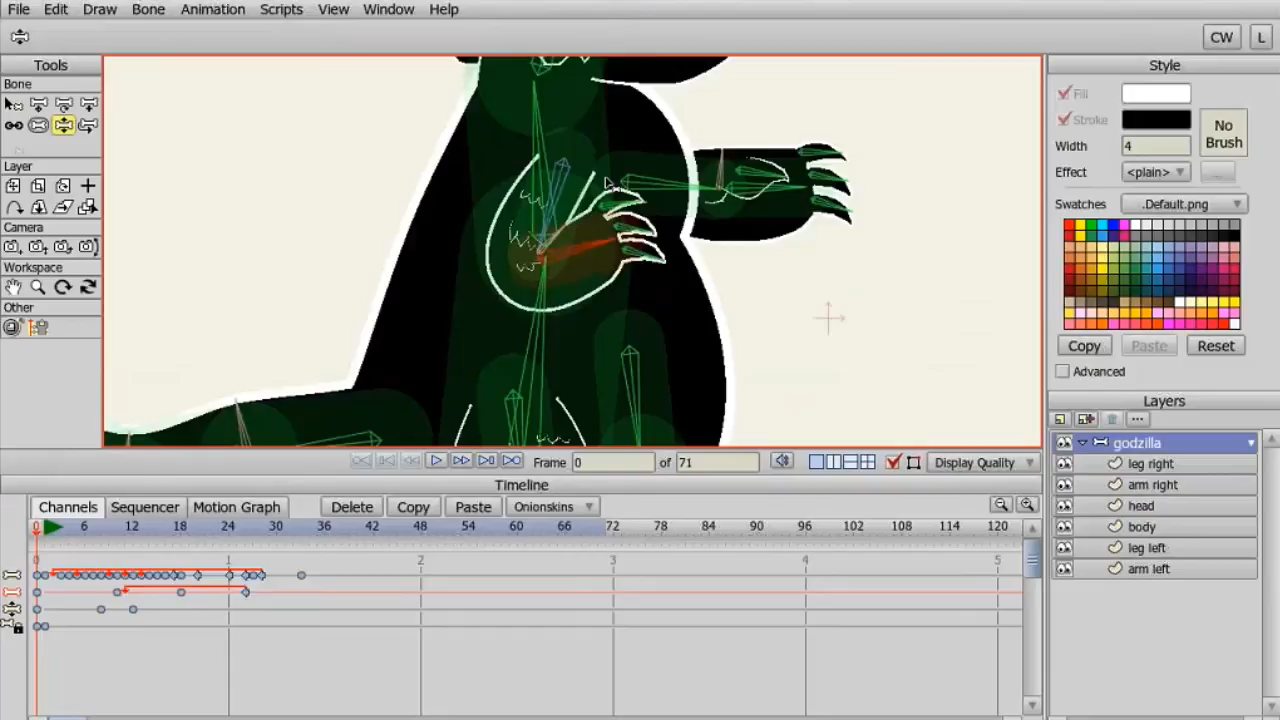 File Edit Draw Bone Animation Scripts View Window Help
CW L
Tools
Bone
Layer
Camera
Workspace
Other
Style
Fill
Stroke
No Brush
Width 4
Effect <plain>
Swatches .Default.png
Copy Paste Reset
Advanced
Layers
godzilla
leg right
arm right
head
body
leg left
arm left
Frame 0 of 71 Display Quality
Timeline
Channels Sequencer Motion Graph Delete Copy Paste Onionskins
0 6 12 18 24 30 36 42 48 54 60 66 72 78 84 90 96 102 108 114 120
0 1 2 3 4 5